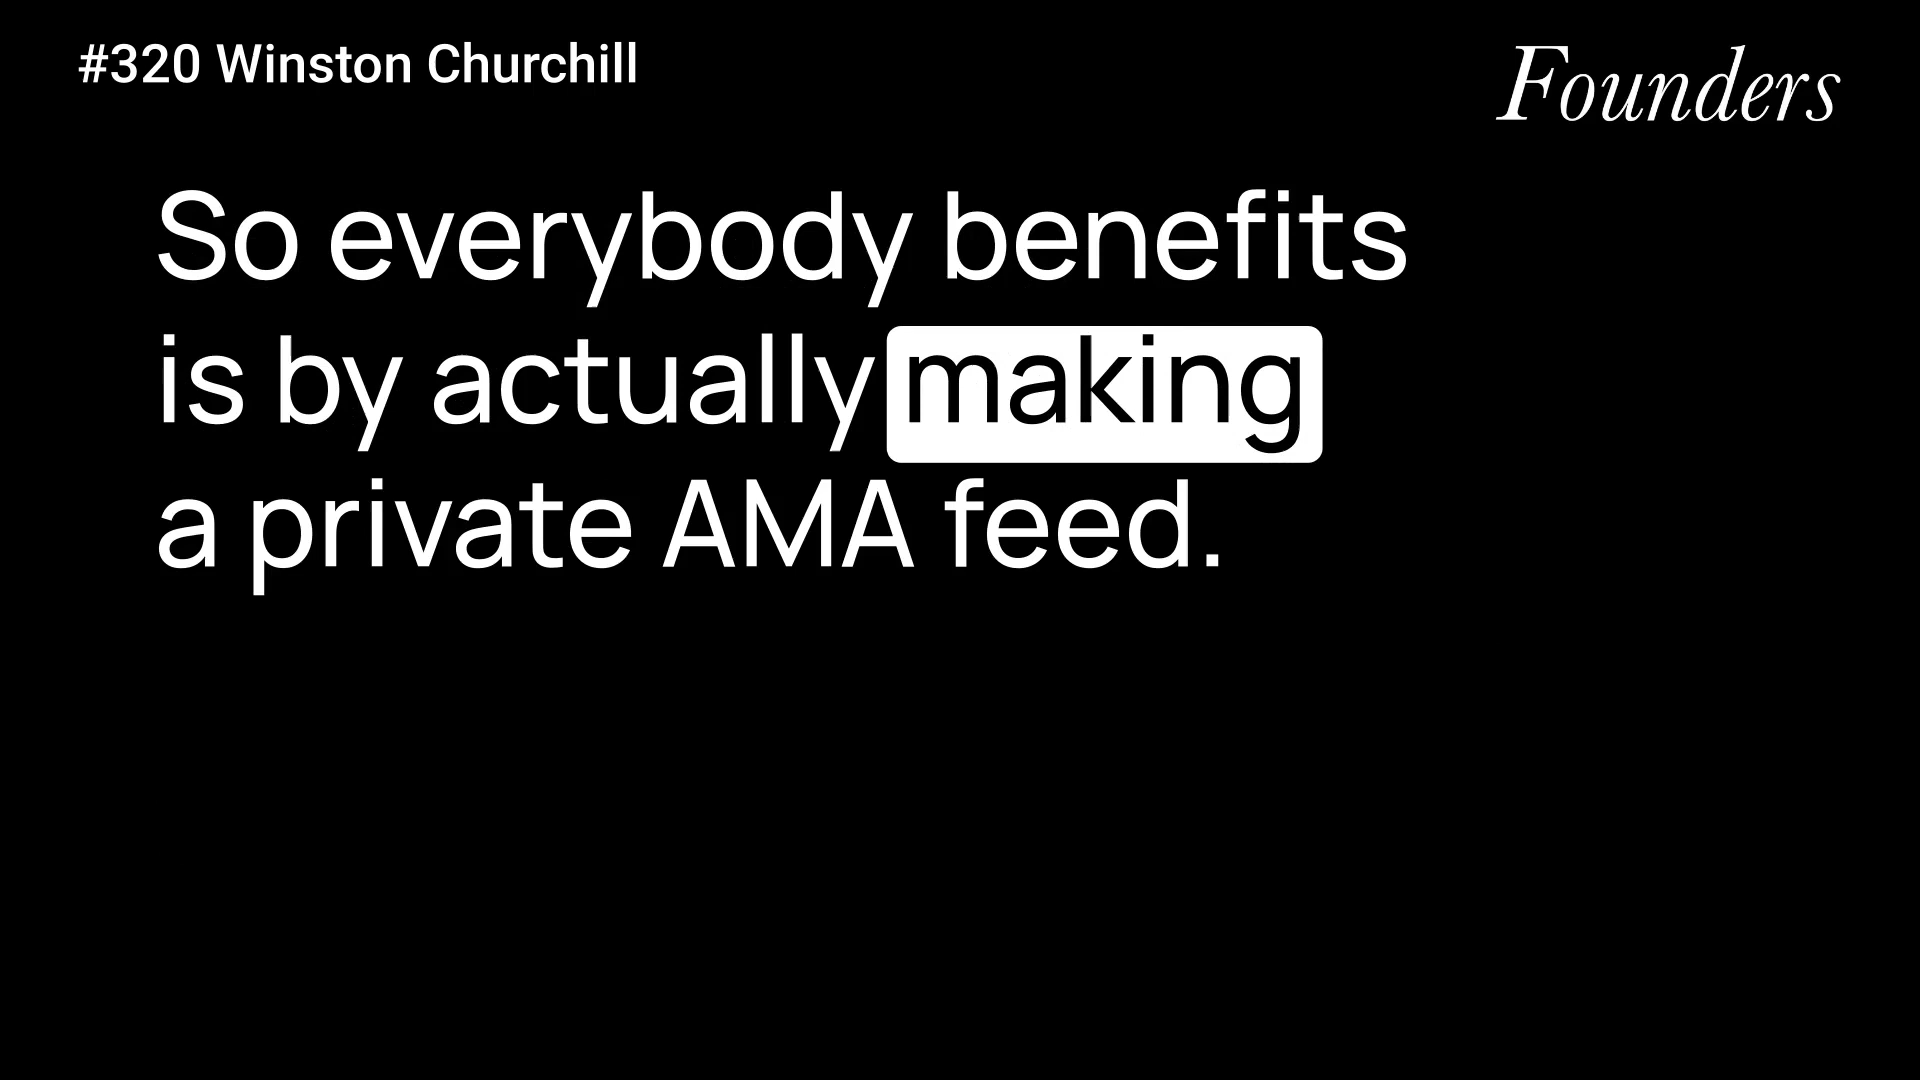 #320 Winston Churchill
Founders
So everybody benefits
is by actually making
a private AMA feed.